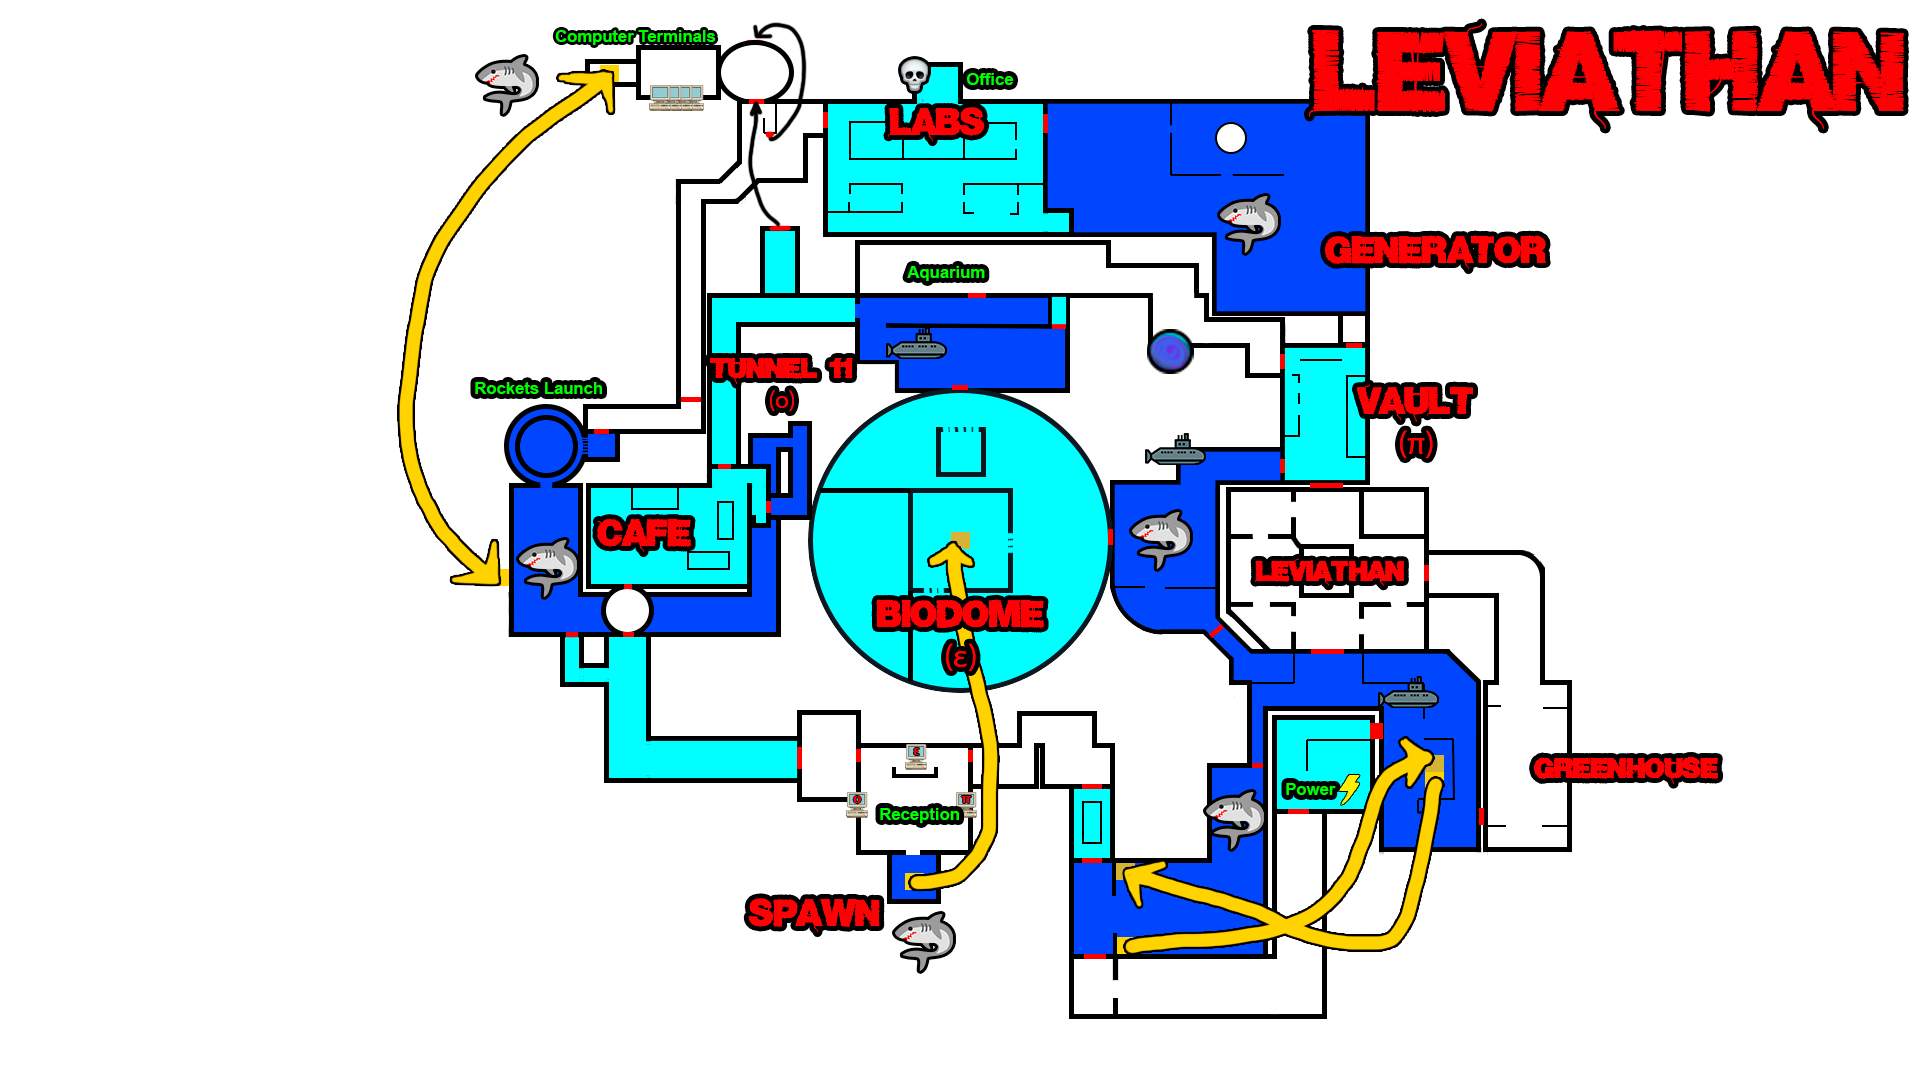 LEVIATHAN
Computer Terminals
Office
LABS
GENERATOR
Aquarium
TUNNEL 11
(o)
Rockets Launch
VAULT
(π)
CAFE
LEVIATHAN
BIODOME
(ε)
GREENHOUSE
Power
ε
o
π
Reception
SPAWN